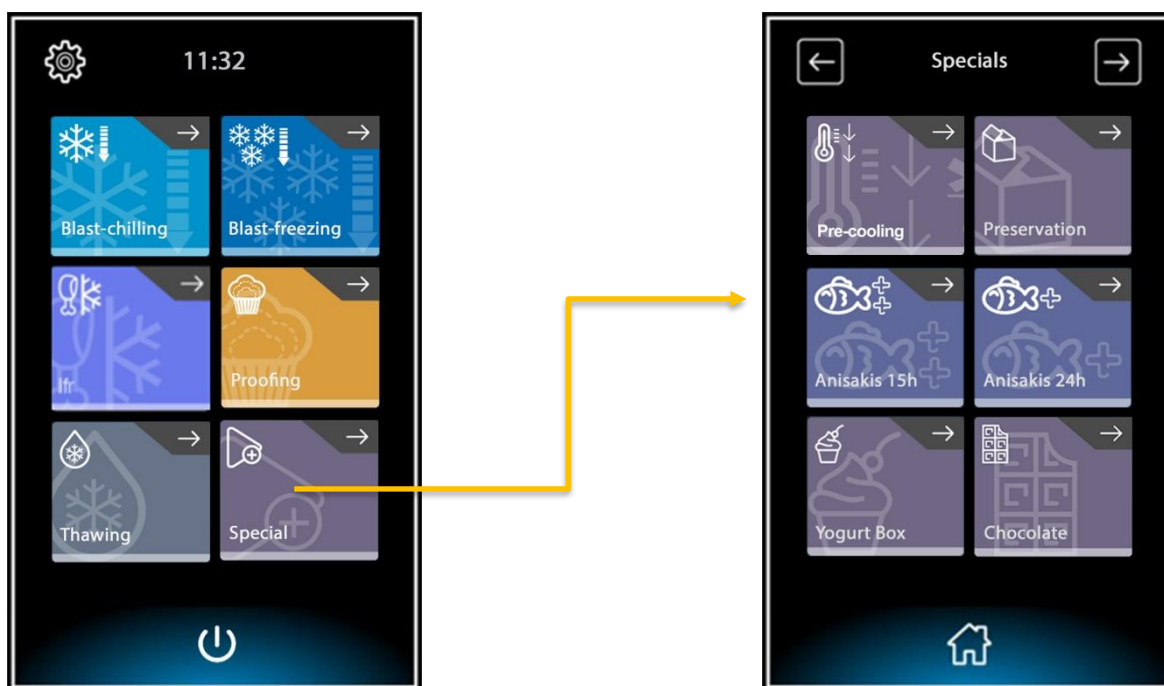 11:32
Blast-chilling
Blast-freezing
Ifr
Proofing
Thawing
Special
Specials
Pre-cooling
Preservation
Anisakis 15h
Anisakis 24h
Yogurt Box
Chocolate